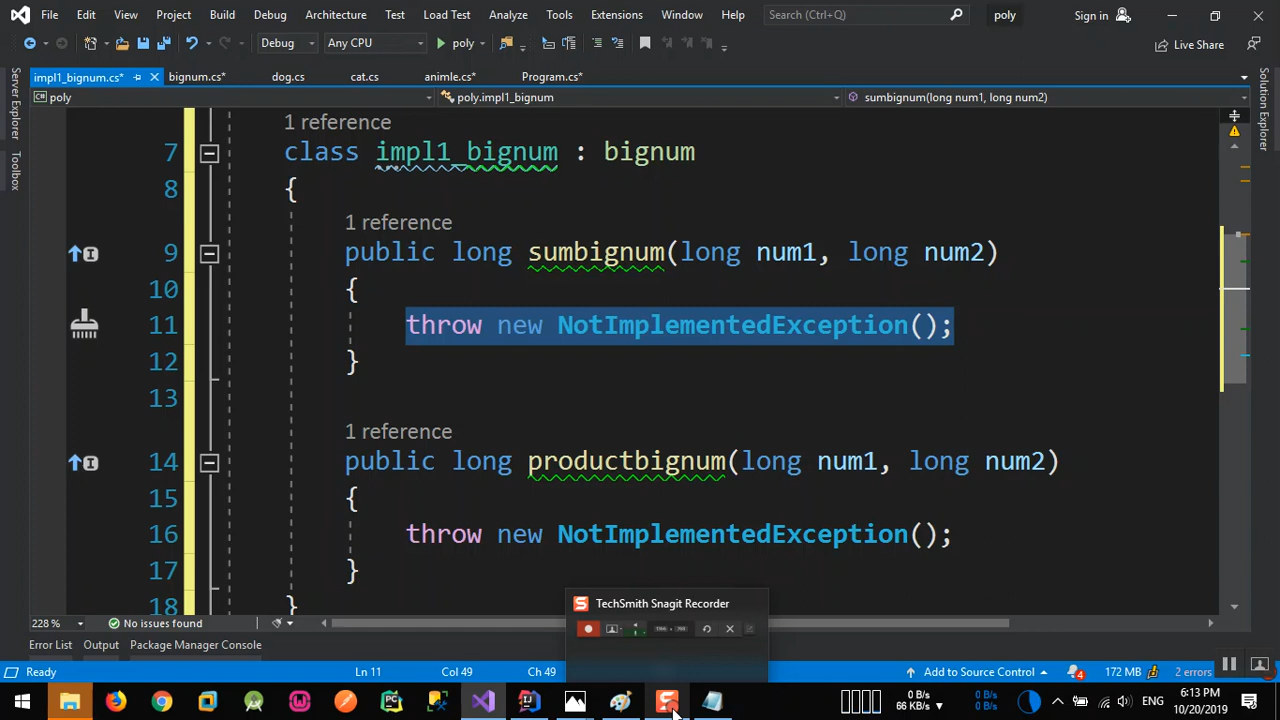 File Edit View Project Build Debug Architecture Test Load Test Analyze Tools Extensions Window Help Search (Ctrl+Q) poly Sign in
Debug Any CPU poly Live Share
impl1_bignum.cs* bignum.cs* dog.cs cat.cs animle.cs* Program.cs*
poly poly.impl1_bignum sumbignum(long num1, long num2)
Server Explorer
Toolbox
Solution Explorer
1 reference
7 class impl1_bignum : bignum
8 {
1 reference
9 public long sumbignum(long num1, long num2)
10 {
11 throw new NotImplementedException();
12 }
13
1 reference
14 public long productbignum(long num1, long num2)
15 {
16 throw new NotImplementedException();
17 }
18 }
TechSmith Snagit Recorder
228 % No issues found
Error List Output Package Manager Console
Ready Ln 11 Col 49 Ch 49 Add to Source Control 4 172 MB 2 errors
0 B/s 0 B/s ENG 6:13 PM
66 KB/s 0 B/s 10/20/2019